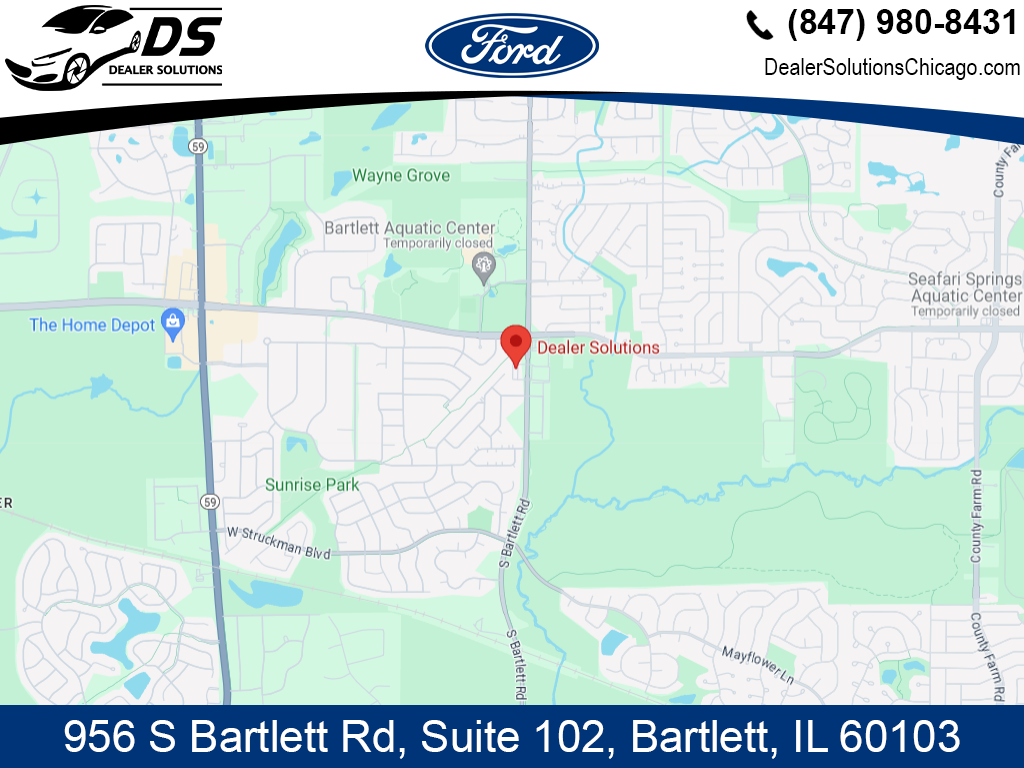 DS
DEALER SOLUTIONS
Ford
(847) 980-8431
DealerSolutionsChicago.com
59
Wayne Grove
County Fa
Bartlett Aquatic Center
Temporarily closed
Seafari Springs
Aquatic Center
Temporarily closed
The Home Depot
Dealer Solutions
Sunrise Park
ER
59
W Struckman Blvd
S Bartlett Rd
County Farm Rd
S Bartlett Rd
Mayflower Ln
County Farm Rd
956 S Bartlett Rd, Suite 102, Bartlett, IL 60103